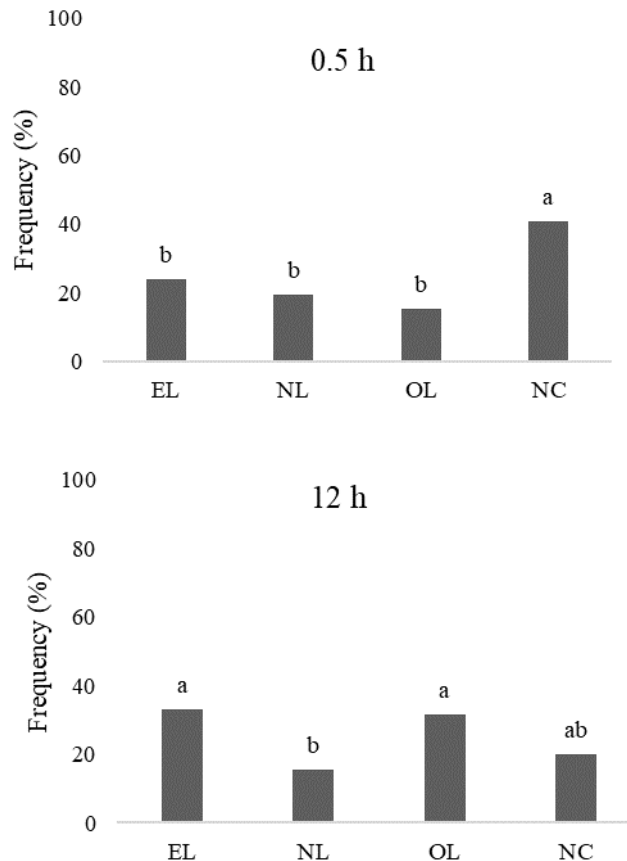 100
0.5 h
80
60
40
20
0
Frequency (%)
b
b
b
a
EL NL OL NC
100
12 h
80
60
40
20
0
Frequency (%)
a
b
a
ab
EL NL OL NC